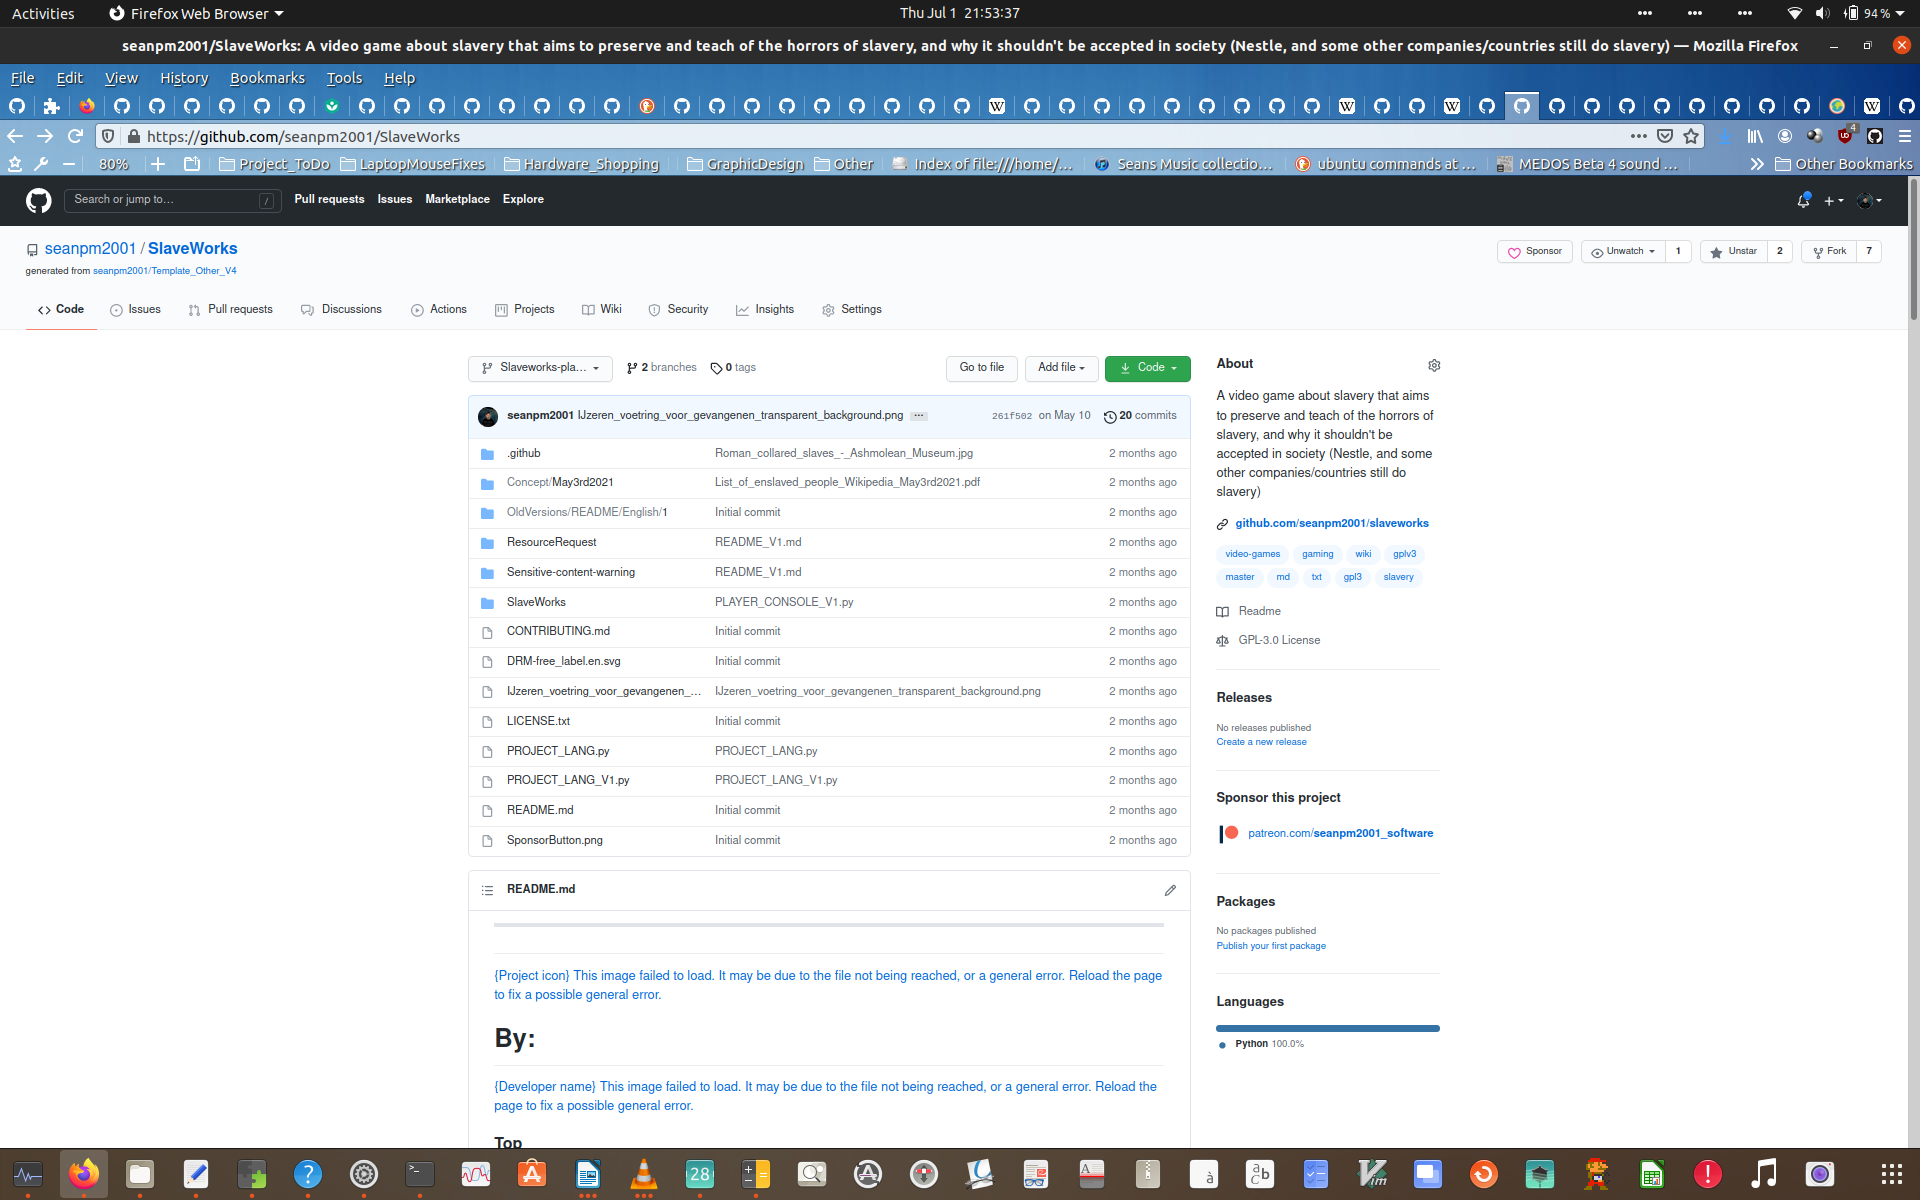 Activities Firefox Web Browser Thu Jul 1 21:53:37 94 %
seanpm2001/SlaveWorks: A video game about slavery that aims to preserve and teach of the horrors of slavery, and why it shouldn't be accepted in society (Nestle, and some other companies/countries still do slavery) — Mozilla Firefox
File Edit View History Bookmarks Tools Help
https://github.com/seanpm2001/SlaveWorks 4
80% Project_ToDo LaptopMouseFixes Hardware_Shopping GraphicDesign Other Index of file:///home/... Seans Music collectio... ubuntu commands at ... MEDOS Beta 4 sound ... Other Bookmarks
Search or jump to... / Pull requests Issues Marketplace Explore
seanpm2001 / SlaveWorks
Sponsor Unwatch 1 Unstar 2 Fork 7
generated from seanpm2001/Template_Other_V4
Code Issues Pull requests Discussions Actions Projects Wiki Security Insights Settings
Slaveworks-pla... 2 branches 0 tags Go to file Add file Code
seanpm2001 IJzeren_voetring_voor_gevangenen_transparent_background.png ... 261f502 on May 10 20 commits
.github Roman_collared_slaves_-_Ashmolean_Museum.jpg 2 months ago
Concept/May3rd2021 List_of_enslaved_people_Wikipedia_May3rd2021.pdf 2 months ago
OldVersions/README/English/1 Initial commit 2 months ago
ResourceRequest README_V1.md 2 months ago
Sensitive-content-warning README_V1.md 2 months ago
SlaveWorks PLAYER_CONSOLE_V1.py 2 months ago
CONTRIBUTING.md Initial commit 2 months ago
DRM-free_label.en.svg Initial commit 2 months ago
IJzeren_voetring_voor_gevangenen_... IJzeren_voetring_voor_gevangenen_transparent_background.png 2 months ago
LICENSE.txt Initial commit 2 months ago
PROJECT_LANG.py PROJECT_LANG.py 2 months ago
PROJECT_LANG_V1.py PROJECT_LANG_V1.py 2 months ago
README.md Initial commit 2 months ago
SponsorButton.png Initial commit 2 months ago
README.md
{Project icon} This image failed to load. It may be due to the file not being reached, or a general error. Reload the page
to fix a possible general error.
By:
{Developer name} This image failed to load. It may be due to the file not being reached, or a general error. Reload the
page to fix a possible general error.
Top
About
A video game about slavery that aims
to preserve and teach of the horrors of
slavery, and why it shouldn't be
accepted in society (Nestle, and some
other companies/countries still do
slavery)
github.com/seanpm2001/slaveworks
video-games gaming wiki gplv3
master md txt gpl3 slavery
Readme
GPL-3.0 License
Releases
No releases published
Create a new release
Sponsor this project
patreon.com/seanpm2001_software
Packages
No packages published
Publish your first package
Languages
Python 100.0%
28